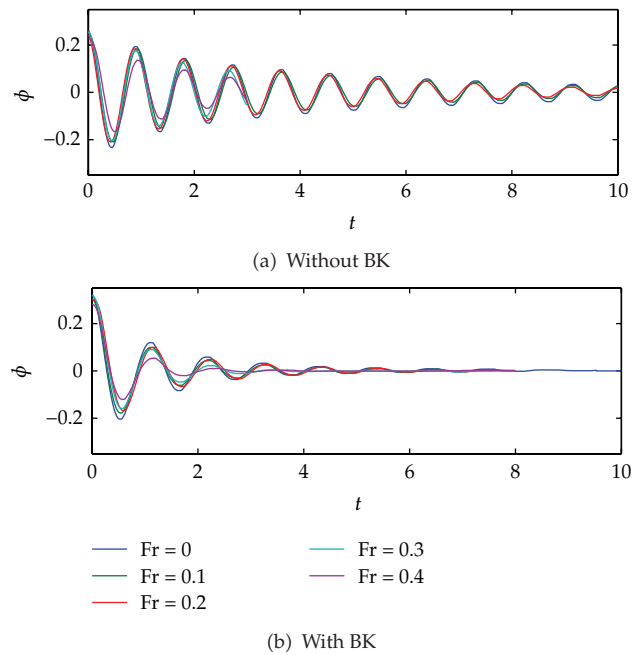 0.2
0
−0.2
ϕ
0 2 4 6 8 10
t
(a) Without BK
0.2
0
−0.2
ϕ
0 2 4 6 8 10
t
Fr = 0
Fr = 0.1
Fr = 0.2
Fr = 0.3
Fr = 0.4
(b) With BK